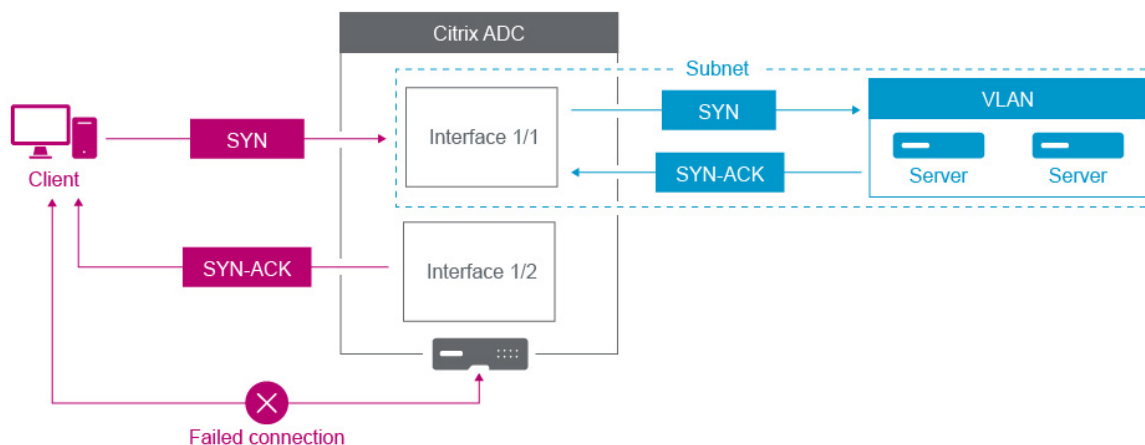 Citrix ADC
Subnet
SYN
VLAN
SYN
Interface 1/1
Client
SYN-ACK
Server
Server
SYN-ACK
Interface 1/2
Failed connection